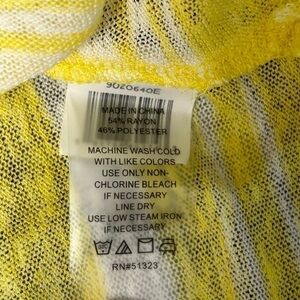 9020640E
MADE IN CHINA
54% RAYON
46% POLYESTER
MACHINE WASH COLD
WITH LIKE COLORS
USE ONLY NON-
CHLORINE BLEACH
IF NECESSARY
LINE DRY
USE LOW STEAM IRON
IF NECESSARY
RN#51323